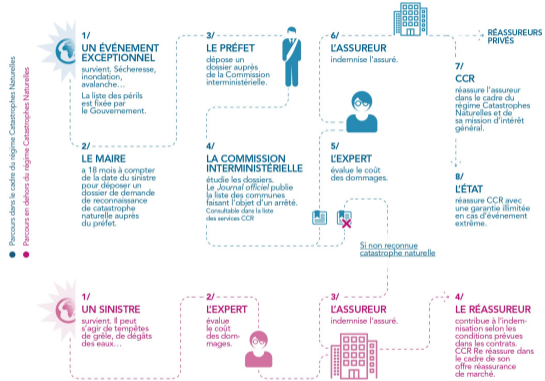 Parcours dans le cadre du régime Catastrophes Naturelles
Parcours en dehors du régime Catastrophes Naturelles
1/
UN ÉVÉNEMENT
EXCEPTIONNEL
survient. Sécheresse,
inondation,
avalanche…
La liste des périls
est fixée par
le Gouvernement.
2/
LE MAIRE
a 18 mois à compter
de la date du sinistre
pour déposer un
dossier de demande
de reconnaissance
de catastrophe
naturelle auprès
du préfet.
3/
LE PRÉFET
dépose un
dossier auprès
de la Commission
interministérielle.
4/
LA COMMISSION
INTERMINISTÉRIELLE
étudie les dossiers.
Le Journal officiel publie
la liste des communes
faisant l'objet d'un arrêté.
Consultable dans la liste
des services CCR
5/
L'EXPERT
évalue le coût
des dommages.
6/
L'ASSUREUR
indemnise l'assuré.
RÉASSUREURS
PRIVÉS
7/
CCR
réassure l'assureur
dans le cadre du
régime Catastrophes
Naturelles et de
sa mission d'intérêt
général.
8/
L'ÉTAT
réassure CCR avec
une garantie illimitée
en cas d'événement
extrême.
Si non reconnue
catastrophe naturelle
1/
UN SINISTRE
survient. Il peut
s'agir de tempêtes
de grêle, de dégâts
des eaux…
2/
L'EXPERT
évalue
le coût
des dom-
mages.
3/
L'ASSUREUR
indemnise l'assuré.
4/
LE RÉASSUREUR
contribue à l'indem-
nisation selon les
conditions prévues
dans les contrats.
CCR Re réassure dans
le cadre de son
offre réassurance
de marché.